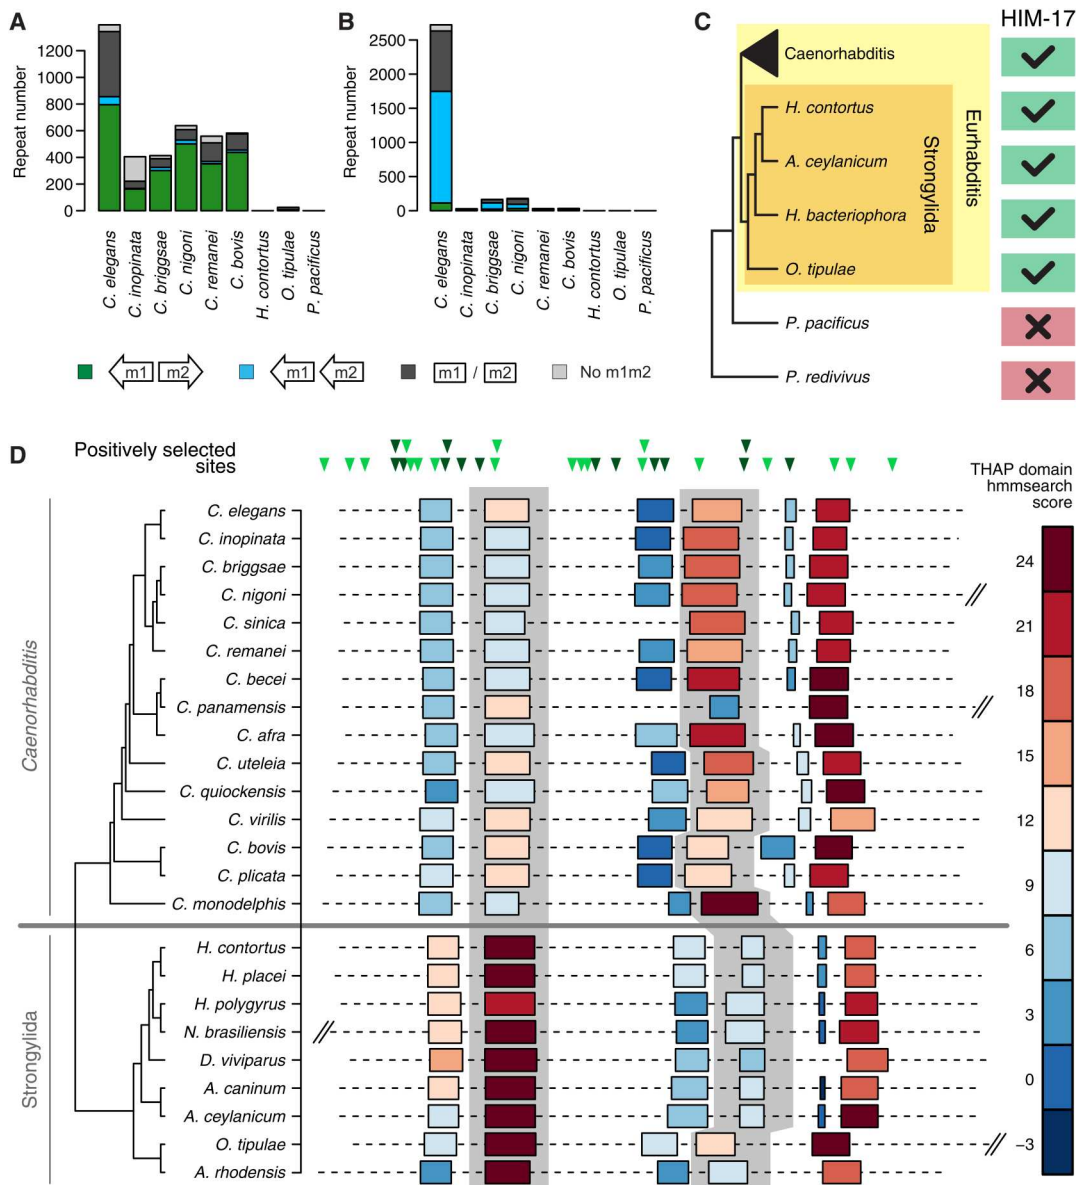 A
Repeat number
1200
1000
800
600
400
200
0
C. elegans
C. inopinata
C. briggsae
C. nigoni
C. remanei
C. bovis
H. contortus
O. tipulae
P. pacificus
B
Repeat number
2500
2000
1500
1000
500
0
C. elegans
C. inopinata
C. briggsae
C. nigoni
C. remanei
C. bovis
H. contortus
O. tipulae
P. pacificus
m1 m2
m1 m2
m1 / m2
No m1m2
C
HIM-17
Caenorhabditis
H. contortus
A. ceylanicum
H. bacteriophora
O. tipulae
P. pacificus
P. redivivus
Strongylida
Eurhabditis
D
Positively selected
sites
THAP domain
hmmsearch
score
Caenorhabditis
C. elegans
C. inopinata
C. briggsae
C. nigoni
C. sinica
C. remanei
C. becei
C. panamensis
C. afra
C. uteleia
C. quiockensis
C. virilis
C. bovis
C. plicata
C. monodelphis
Strongylida
H. contortus
H. placei
H. polygyrus
N. brasiliensis
D. viviparus
A. caninum
A. ceylanicum
O. tipulae
A. rhodensis
24
21
18
15
12
9
6
3
0
−3